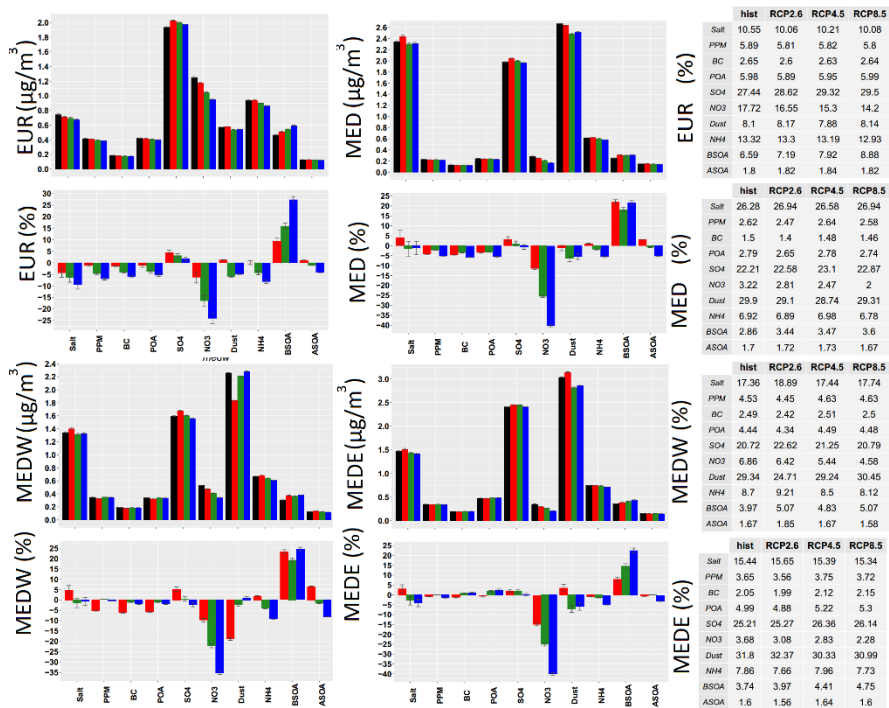 EUR (µg/m³)
2.0
1.8
1.6
1.4
1.2
1.0
0.8
0.6
0.4
0.2
0.0
MED (µg/m³)
2.6
2.4
2.2
2.0
1.8
1.6
1.4
1.2
1.0
0.8
0.6
0.4
0.2
0.0
EUR (%)
hist RCP2.6 RCP4.5 RCP8.5
Salt 10.55 10.06 10.21 10.08
PPM 5.89 5.81 5.82 5.8
BC 2.65 2.6 2.63 2.64
POA 5.98 5.89 5.95 5.99
SO4 27.44 28.62 29.32 29.5
NO3 17.72 16.55 15.3 14.2
Dust 8.1 8.17 7.88 8.14
NH4 13.32 13.3 13.19 12.93
BSOA 6.59 7.19 7.92 8.88
ASOA 1.8 1.82 1.84 1.82
EUR (%)
30
25
20
15
10
5
0
-5
-10
-15
-20
-25
Salt PPM BC POA SO4 NO3 Dust NH4 BSOA ASOA
MED (%)
25
20
15
10
5
0
-5
-10
-15
-20
-25
-30
-35
-40
Salt PPM BC POA SO4 NO3 Dust NH4 BSOA ASOA
MED (%)
hist RCP2.6 RCP4.5 RCP8.5
Salt 26.28 26.94 26.58 26.94
PPM 2.62 2.47 2.64 2.58
BC 1.5 1.4 1.48 1.46
POA 2.79 2.65 2.78 2.74
SO4 22.21 22.58 23.1 22.87
NO3 3.22 2.81 2.47 2
Dust 29.9 29.1 28.74 29.31
NH4 6.92 6.89 6.98 6.78
BSOA 2.86 3.44 3.47 3.6
ASOA 1.7 1.72 1.73 1.67
medw
MEDW (µg/m³)
2.4
2.2
2.0
1.8
1.6
1.4
1.2
1.0
0.8
0.6
0.4
0.2
0.0
MEDE (µg/m³)
3.0
2.8
2.6
2.4
2.2
2.0
1.8
1.6
1.4
1.2
1.0
0.8
0.6
0.4
0.2
0.0
MEDW (%)
hist RCP2.6 RCP4.5 RCP8.5
Salt 17.36 18.89 17.44 17.74
PPM 4.53 4.45 4.63 4.63
BC 2.49 2.42 2.51 2.5
POA 4.44 4.34 4.49 4.48
SO4 20.72 22.62 21.25 20.79
NO3 6.86 6.42 5.44 4.58
Dust 29.34 24.71 29.24 30.45
NH4 8.7 9.21 8.5 8.12
BSOA 3.97 5.07 4.83 5.07
ASOA 1.67 1.85 1.67 1.58
MEDW (%)
25
20
15
10
5
0
-5
-10
-15
-20
-25
-30
-35
Salt PPM BC POA SO4 NO3 Dust NH4 BSOA ASOA
MEDE (%)
25
20
15
10
5
0
-5
-10
-15
-20
-25
-30
-35
-40
Salt PPM BC POA SO4 NO3 Dust NH4 BSOA ASOA
MEDE (%)
hist RCP2.6 RCP4.5 RCP8.5
Salt 15.44 15.65 15.39 15.34
PPM 3.65 3.56 3.75 3.72
BC 2.05 1.99 2.12 2.15
POA 4.99 4.88 5.22 5.3
SO4 25.21 25.27 26.36 26.14
NO3 3.68 3.08 2.83 2.28
Dust 31.8 32.37 30.33 30.99
NH4 7.86 7.66 7.96 7.73
BSOA 3.74 3.97 4.41 4.75
ASOA 1.6 1.56 1.64 1.6